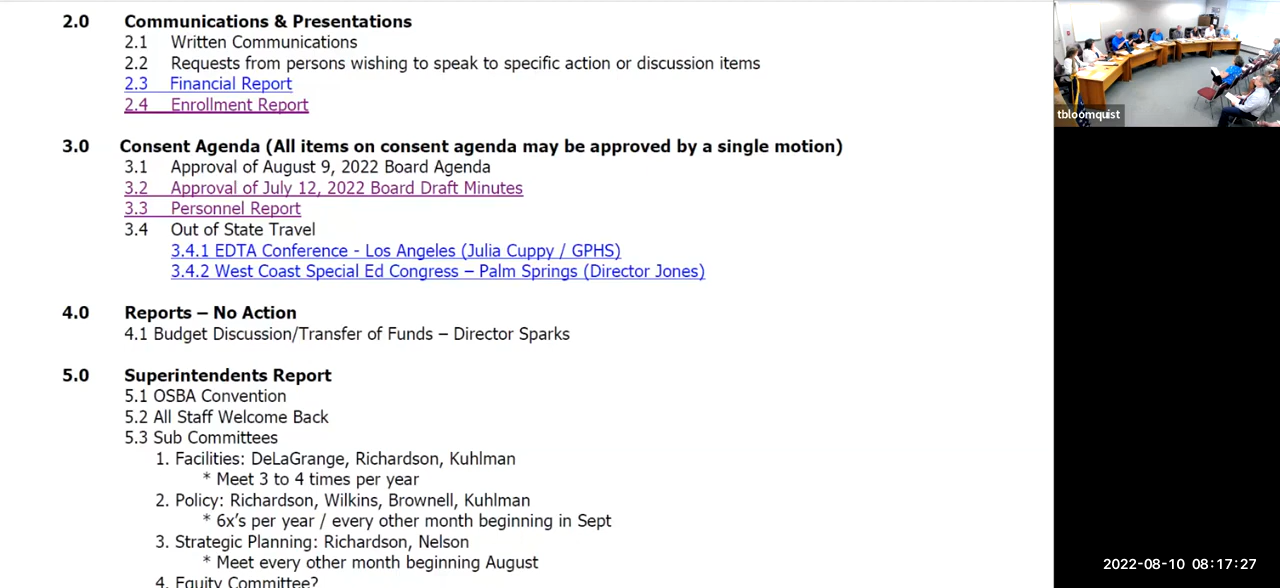 2.0 Communications & Presentations
2.1 Written Communications
2.2 Requests from persons wishing to speak to specific action or discussion items
2.3 Financial Report
2.4 Enrollment Report
3.0 Consent Agenda (All items on consent agenda may be approved by a single motion)
3.1 Approval of August 9, 2022 Board Agenda
3.2 Approval of July 12, 2022 Board Draft Minutes
3.3 Personnel Report
3.4 Out of State Travel
3.4.1 EDTA Conference - Los Angeles (Julia Cuppy / GPHS)
3.4.2 West Coast Special Ed Congress – Palm Springs (Director Jones)
4.0 Reports – No Action
4.1 Budget Discussion/Transfer of Funds – Director Sparks
5.0 Superintendents Report
5.1 OSBA Convention
5.2 All Staff Welcome Back
5.3 Sub Committees
1. Facilities: DeLaGrange, Richardson, Kuhlman
* Meet 3 to 4 times per year
2. Policy: Richardson, Wilkins, Brownell, Kuhlman
* 6x's per year / every other month beginning in Sept
3. Strategic Planning: Richardson, Nelson
* Meet every other month beginning August
4. Equity Committee?
tbloomquist
2022-08-10 08:17:27